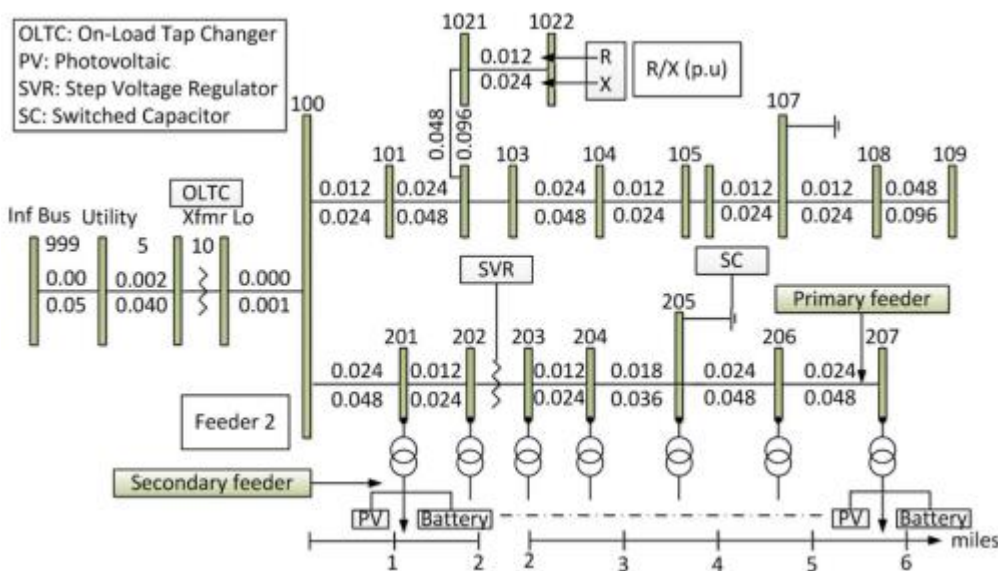 OLTC: On-Load Tap Changer
PV: Photovoltaic
SVR: Step Voltage Regulator
SC: Switched Capacitor
1021
1022
0.012
0.024
R
X
R/X (p.u)
100
0.048
0.096
107
101
103
104
105
108
109
0.012
0.024
0.024
0.012
0.012
0.048
0.024
0.048
0.048
0.024
0.024
0.024
0.096
OLTC
Inf Bus
999
Utility
5
Xfmr Lo
10
0.00
0.002
0.000
0.05
0.040
0.001
SVR
SC
Primary feeder
201
202
203
204
205
206
207
0.024
0.012
0.012
0.018
0.024
0.024
0.048
0.024
0.024
0.036
0.048
0.048
Feeder 2
Secondary feeder
PV
Battery
PV
Battery
1
2
2
3
4
5
6
miles